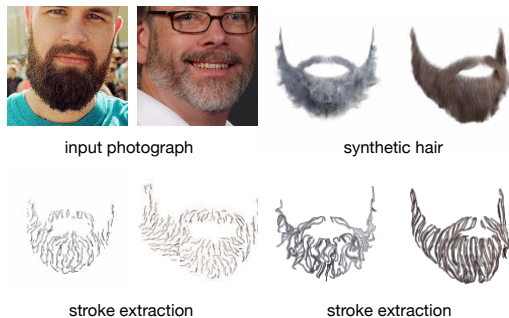 input photograph
synthetic hair
stroke extraction
stroke extraction